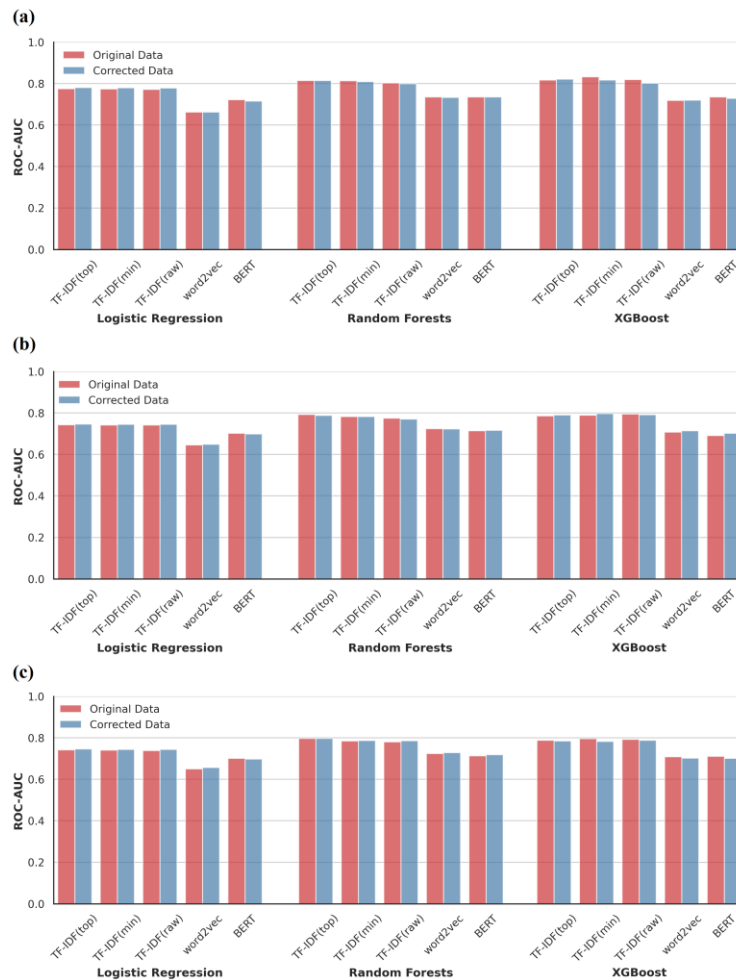 (a)
1.0
Original Data
Corrected Data
0.8
0.6
0.4
0.2
0.0
ROC-AUC
TF-IDF(top) TF-IDF(min) TF-IDF(raw) word2vec BERT TF-IDF(top) TF-IDF(min) TF-IDF(raw) word2vec BERT TF-IDF(top) TF-IDF(min) TF-IDF(raw) word2vec BERT
Logistic Regression Random Forests XGBoost
(b)
1.0
Original Data
Corrected Data
0.8
0.6
0.4
0.2
0.0
ROC-AUC
TF-IDF(top) TF-IDF(min) TF-IDF(raw) word2vec BERT TF-IDF(top) TF-IDF(min) TF-IDF(raw) word2vec BERT TF-IDF(top) TF-IDF(min) TF-IDF(raw) word2vec BERT
Logistic Regression Random Forests XGBoost
(c)
1.0
Original Data
Corrected Data
0.8
0.6
0.4
0.2
0.0
ROC-AUC
TF-IDF(top) TF-IDF(min) TF-IDF(raw) word2vec BERT TF-IDF(top) TF-IDF(min) TF-IDF(raw) word2vec BERT TF-IDF(top) TF-IDF(min) TF-IDF(raw) word2vec BERT
Logistic Regression Random Forests XGBoost